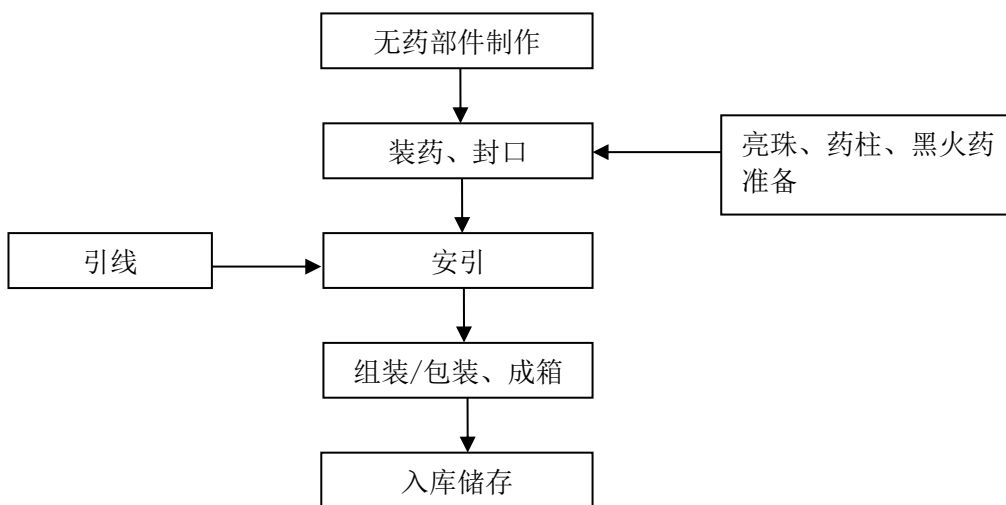 无药部件制作
装药、封口
亮珠、药柱、黑火药
准备
引线
安引
组装/包装、成箱
入库储存